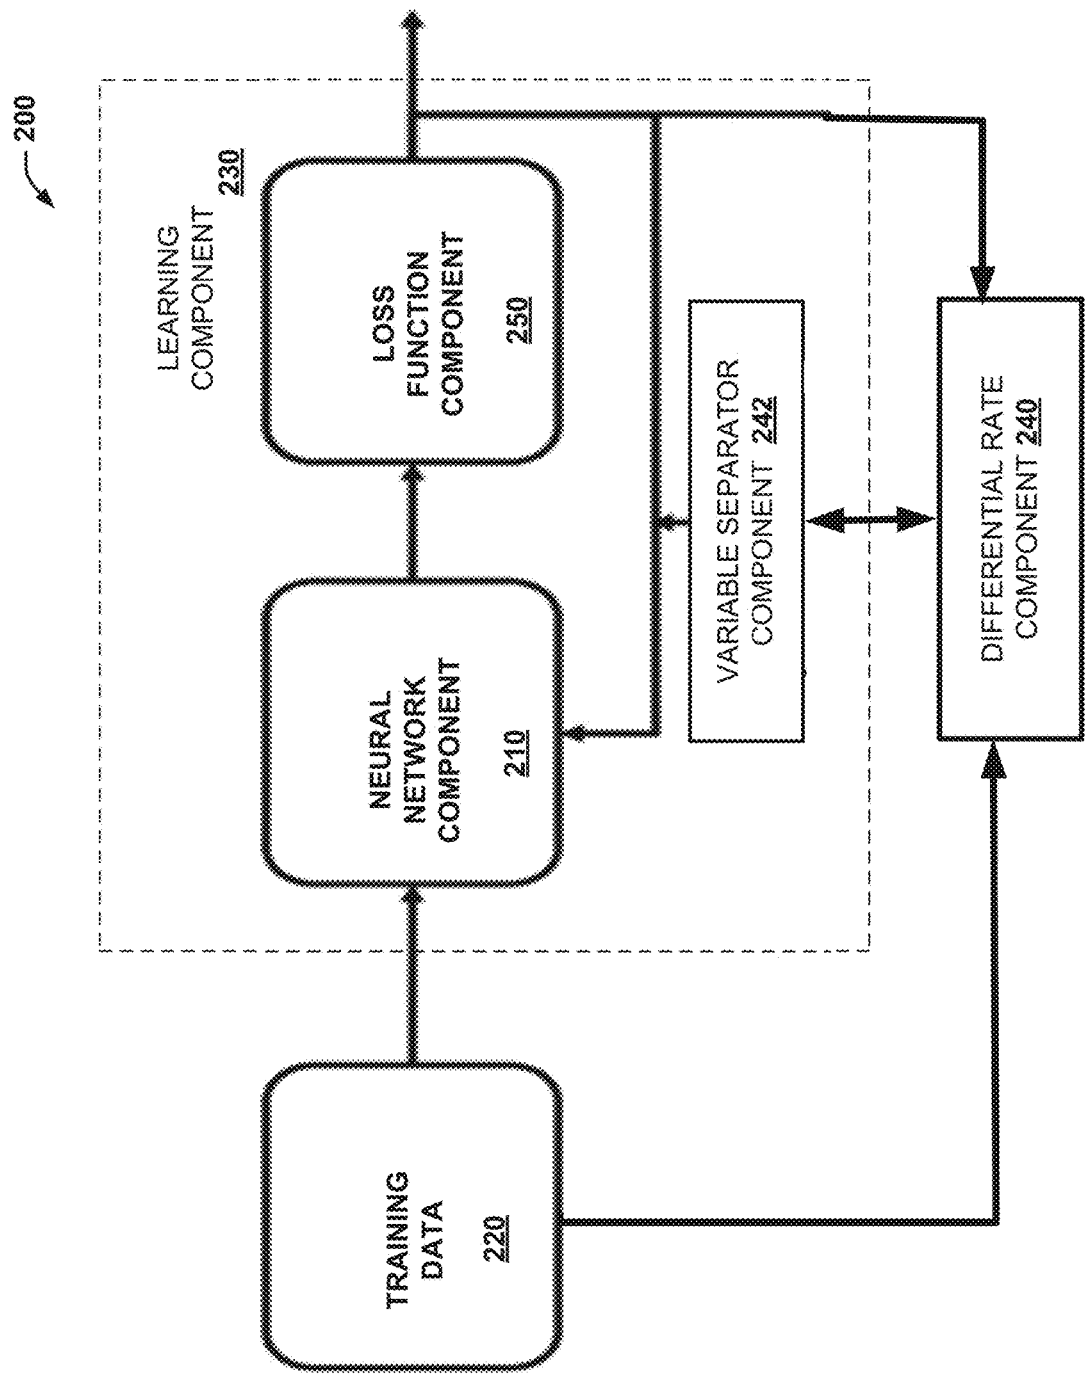 200
LEARNING
COMPONENT
230
TRAINING
DATA
220
NEURAL
NETWORK
COMPONENT
210
LOSS
FUNCTION
COMPONENT
250
VARIABLE SEPARATOR
COMPONENT 242
DIFFERENTIAL RATE
COMPONENT 240